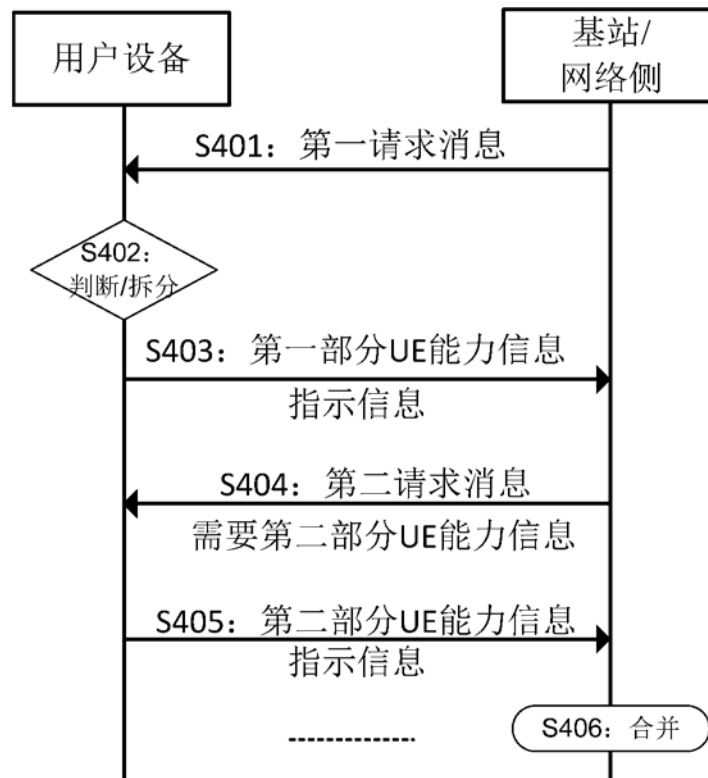 用户设备
基站/
网络侧
S401：第一请求消息
S402：
判断/拆分
S403：第一部分UE能力信息
指示信息
S404：第二请求消息
需要第二部分UE能力信息
S405：第二部分UE能力信息
指示信息
S406：合并